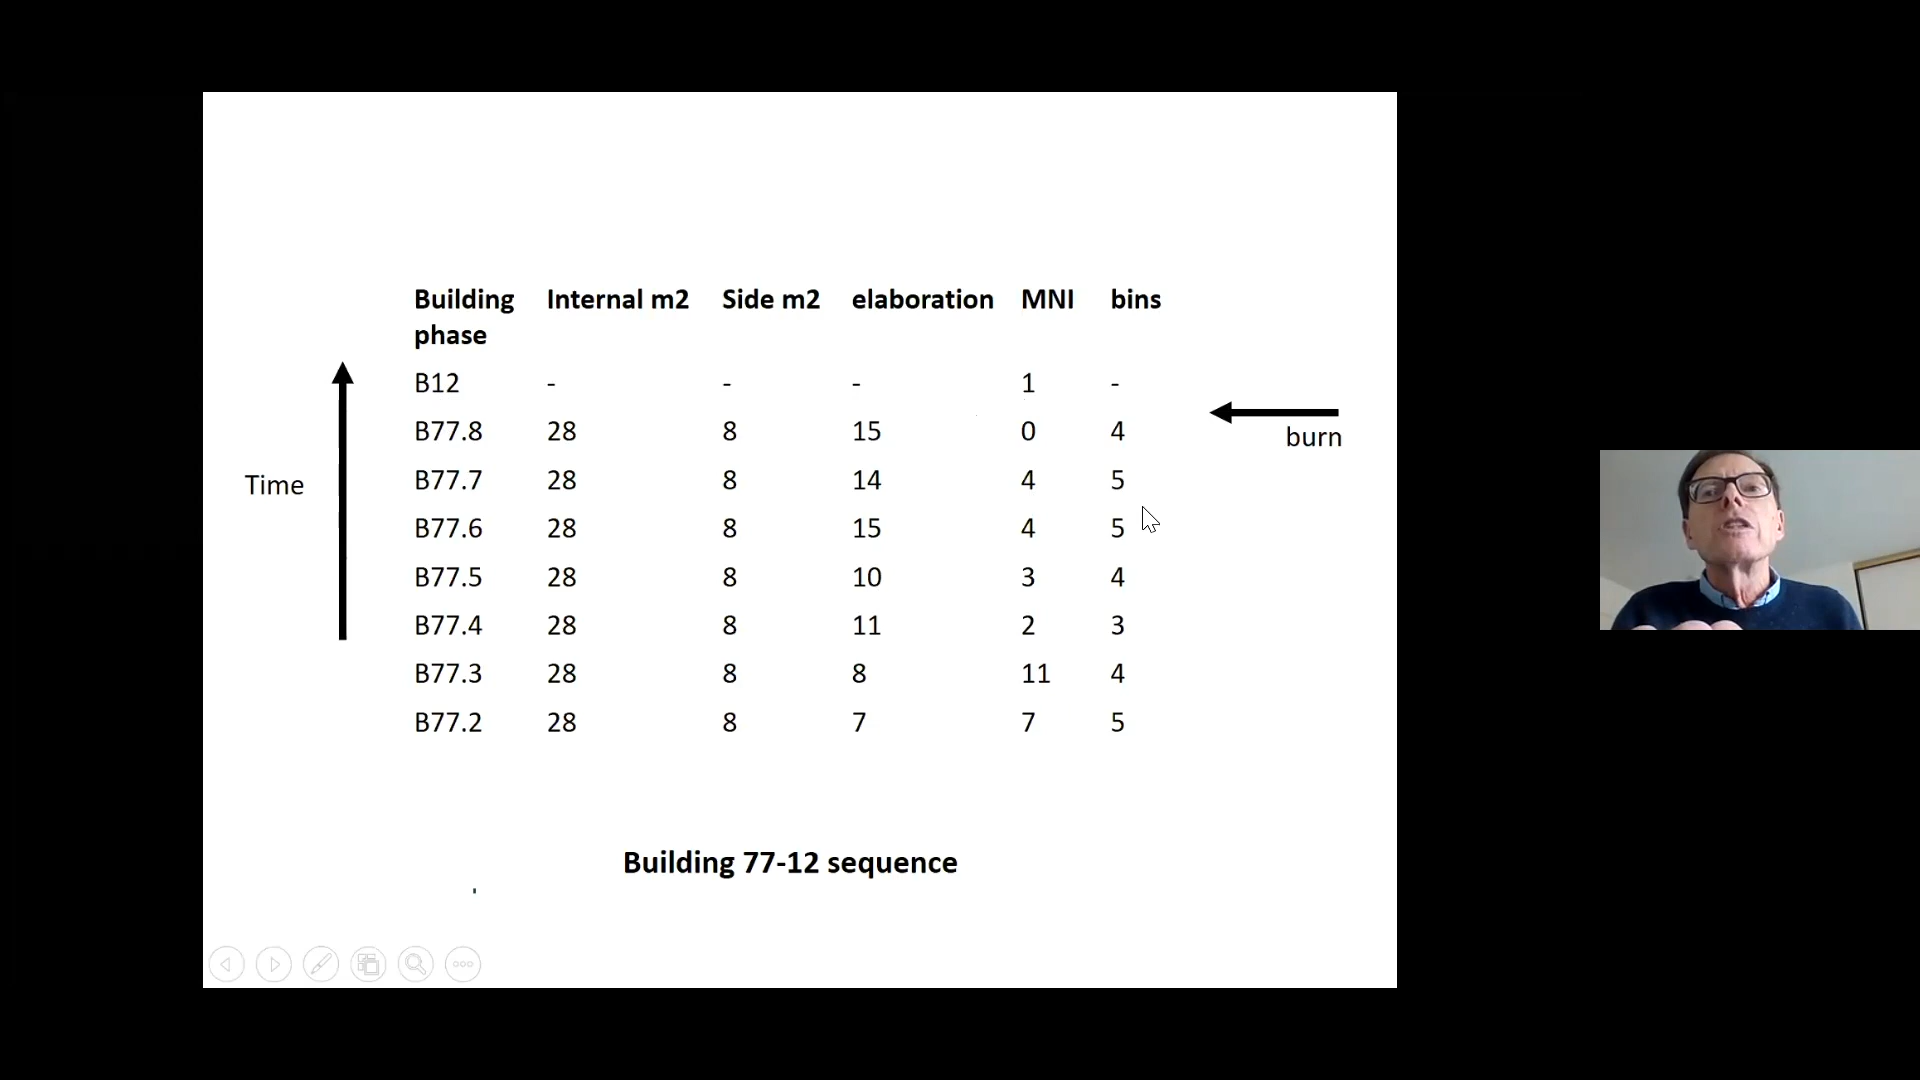 Building phase Internal m2 Side m2 elaboration MNI bins
B12 - - - 1 -
B77.8 28 8 15 0 4
burn
B77.7 28 8 14 4 5
Time
B77.6 28 8 15 4 5
B77.5 28 8 10 3 4
B77.4 28 8 11 2 3
B77.3 28 8 8 11 4
B77.2 28 8 7 7 5
Building 77-12 sequence